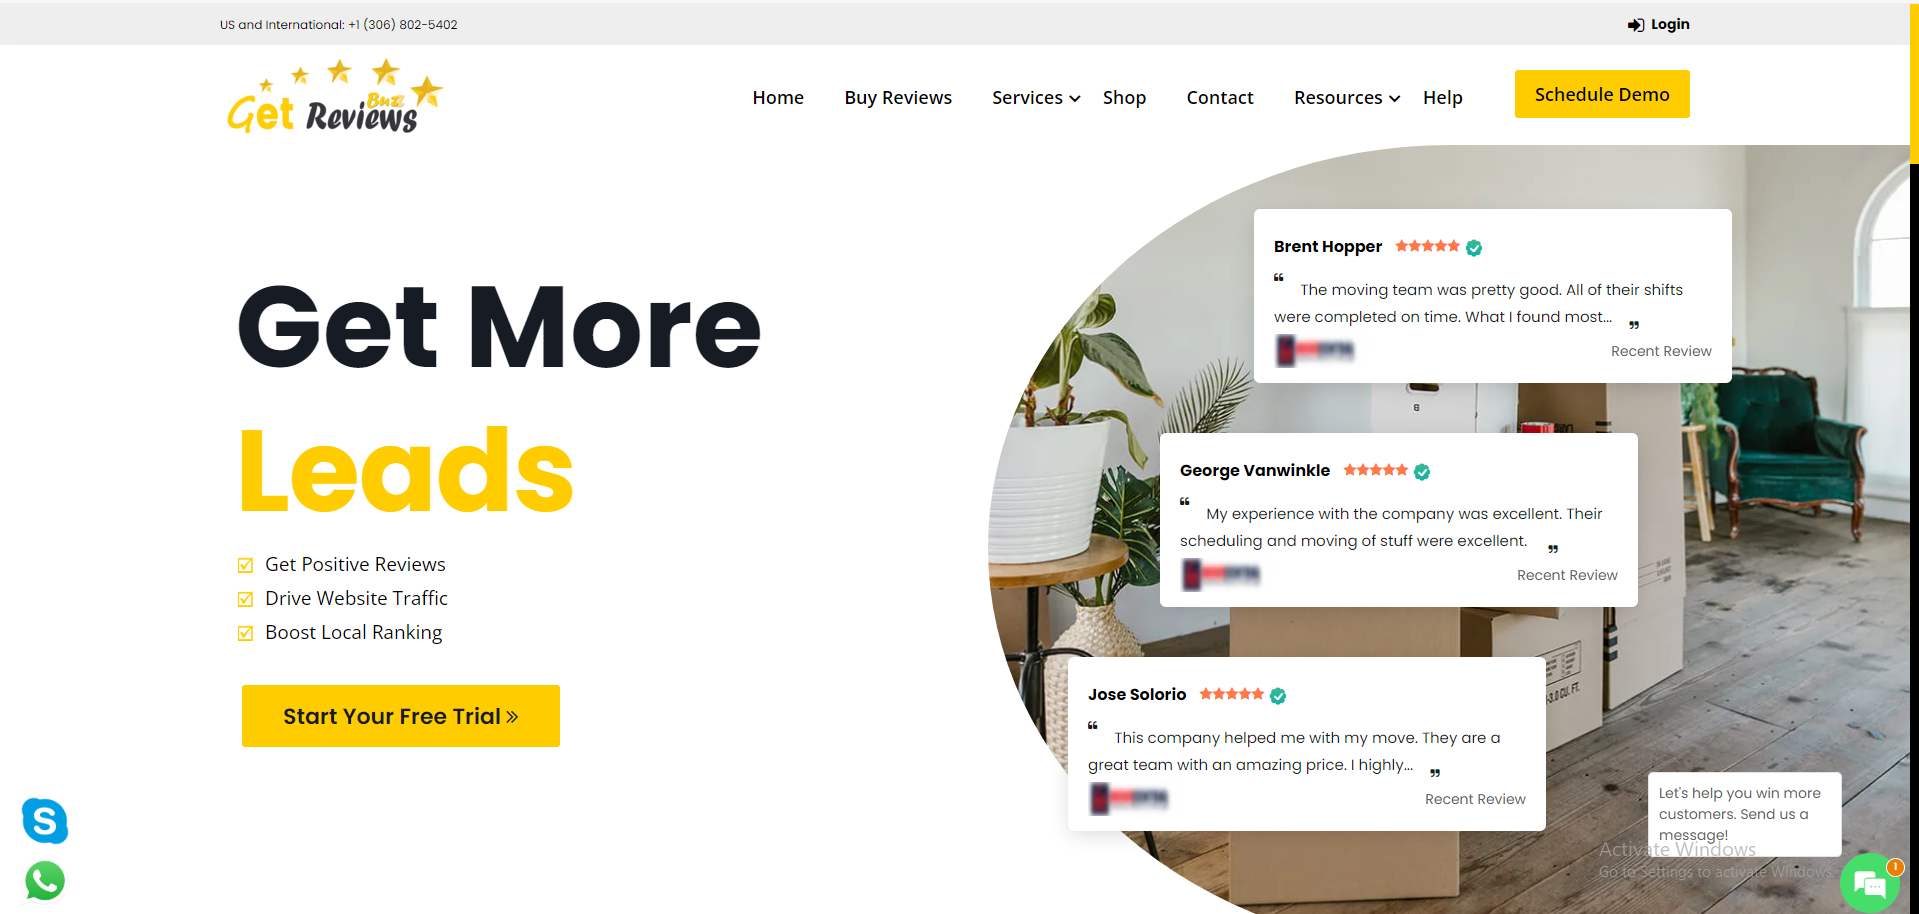 US and International: +1 (306) 802-5402
Login
Get Reviews Buzz
Home
Buy Reviews
Services
Shop
Contact
Resources
Help
Schedule Demo
Get More
Leads
Get Positive Reviews
Drive Website Traffic
Boost Local Ranking
Start Your Free Trial »
Brent Hopper
“ The moving team was pretty good. All of their shifts
were completed on time. What I found most... ”
Recent Review
George Vanwinkle
“ My experience with the company was excellent. Their
scheduling and moving of stuff were excellent. ”
Recent Review
Jose Solorio
“ This company helped me with my move. They are a
great team with an amazing price. I highly... ”
Recent Review
Let's help you win more
customers. Send us a
message!
Activate Windows
Go to Settings to activate Windows.
1